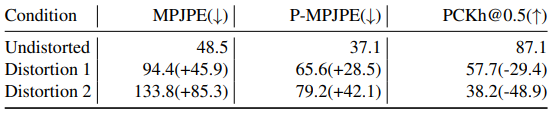 Condition MPJPE(↓) P-MPJPE(↓) PCKh@0.5(↑)
Undistorted 48.5 37.1 87.1
Distortion 1 94.4(+45.9) 65.6(+28.5) 57.7(-29.4)
Distortion 2 133.8(+85.3) 79.2(+42.1) 38.2(-48.9)